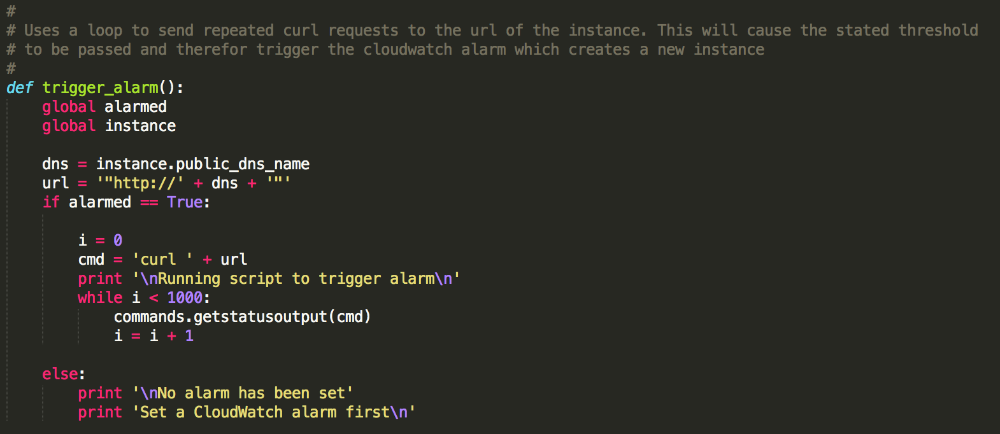 #
# Uses a loop to send repeated curl requests to the url of the instance. This will cause the stated threshold
# to be passed and therefor trigger the cloudwatch alarm which creates a new instance
#
def trigger_alarm():
    global alarmed
    global instance

    dns = instance.public_dns_name
    url = '"http://' + dns + '"'
    if alarmed == True:

        i = 0
        cmd = 'curl ' + url
        print '\nRunning script to trigger alarm\n'
        while i < 1000:
            commands.getstatusoutput(cmd)
            i = i + 1

    else:
        print '\nNo alarm has been set'
        print 'Set a CloudWatch alarm first\n'